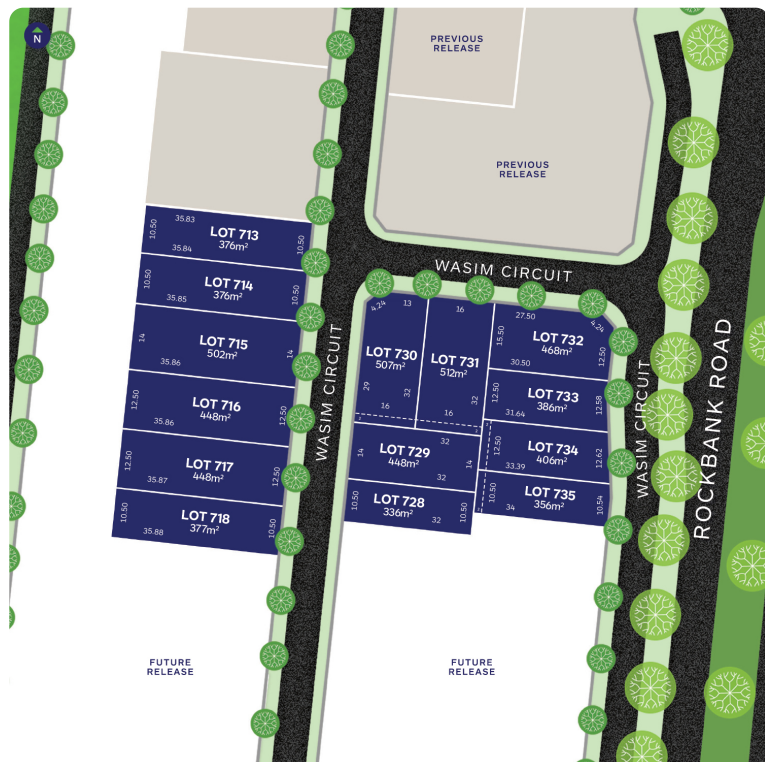 N
PREVIOUS
RELEASE
PREVIOUS
RELEASE
35.83
10.50
LOT 713
376m²
10.50
35.84
WASIM CIRCUIT
10.50
LOT 714
376m²
10.50
35.85
14
LOT 715
502m²
14
35.86
12.50
LOT 716
448m²
12.50
35.86
12.50
LOT 717
448m²
12.50
35.87
10.50
LOT 718
377m²
10.50
35.88
WASIM CIRCUIT
4.24
13
LOT 730
507m²
29
32
16
16
LOT 731
512m²
32
16
27.50
4.24
15.50
LOT 732
468m²
12.50
30.50
12.50
LOT 733
386m²
12.58
31.64
12.50
LOT 734
406m²
12.62
33.39
10.50
LOT 735
356m²
10.54
34
32
14
LOT 729
448m²
14
32
10.50
LOT 728
336m²
10.50
32
WASIM CIRCUIT
ROCKBANK ROAD
FUTURE
RELEASE
FUTURE
RELEASE